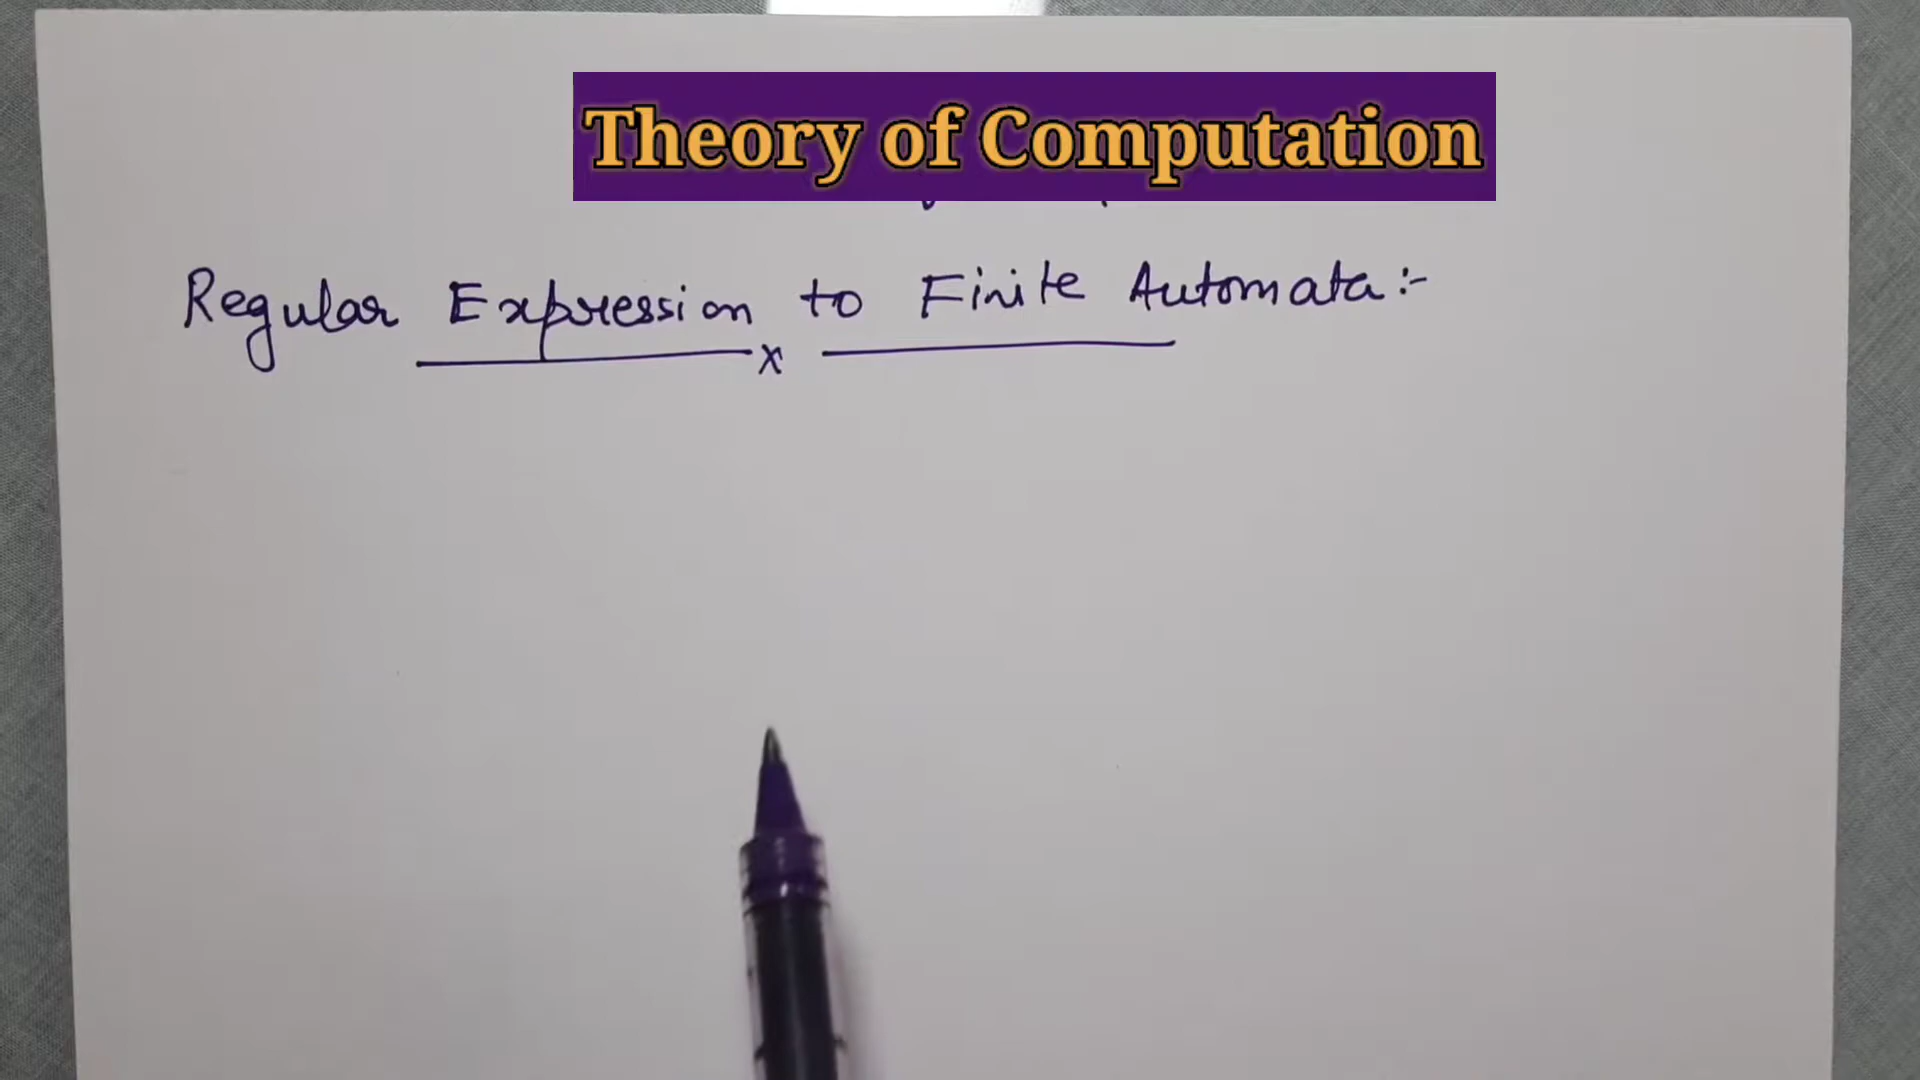 Theory of Computation
Regular Expression to Finite Automata :-
x